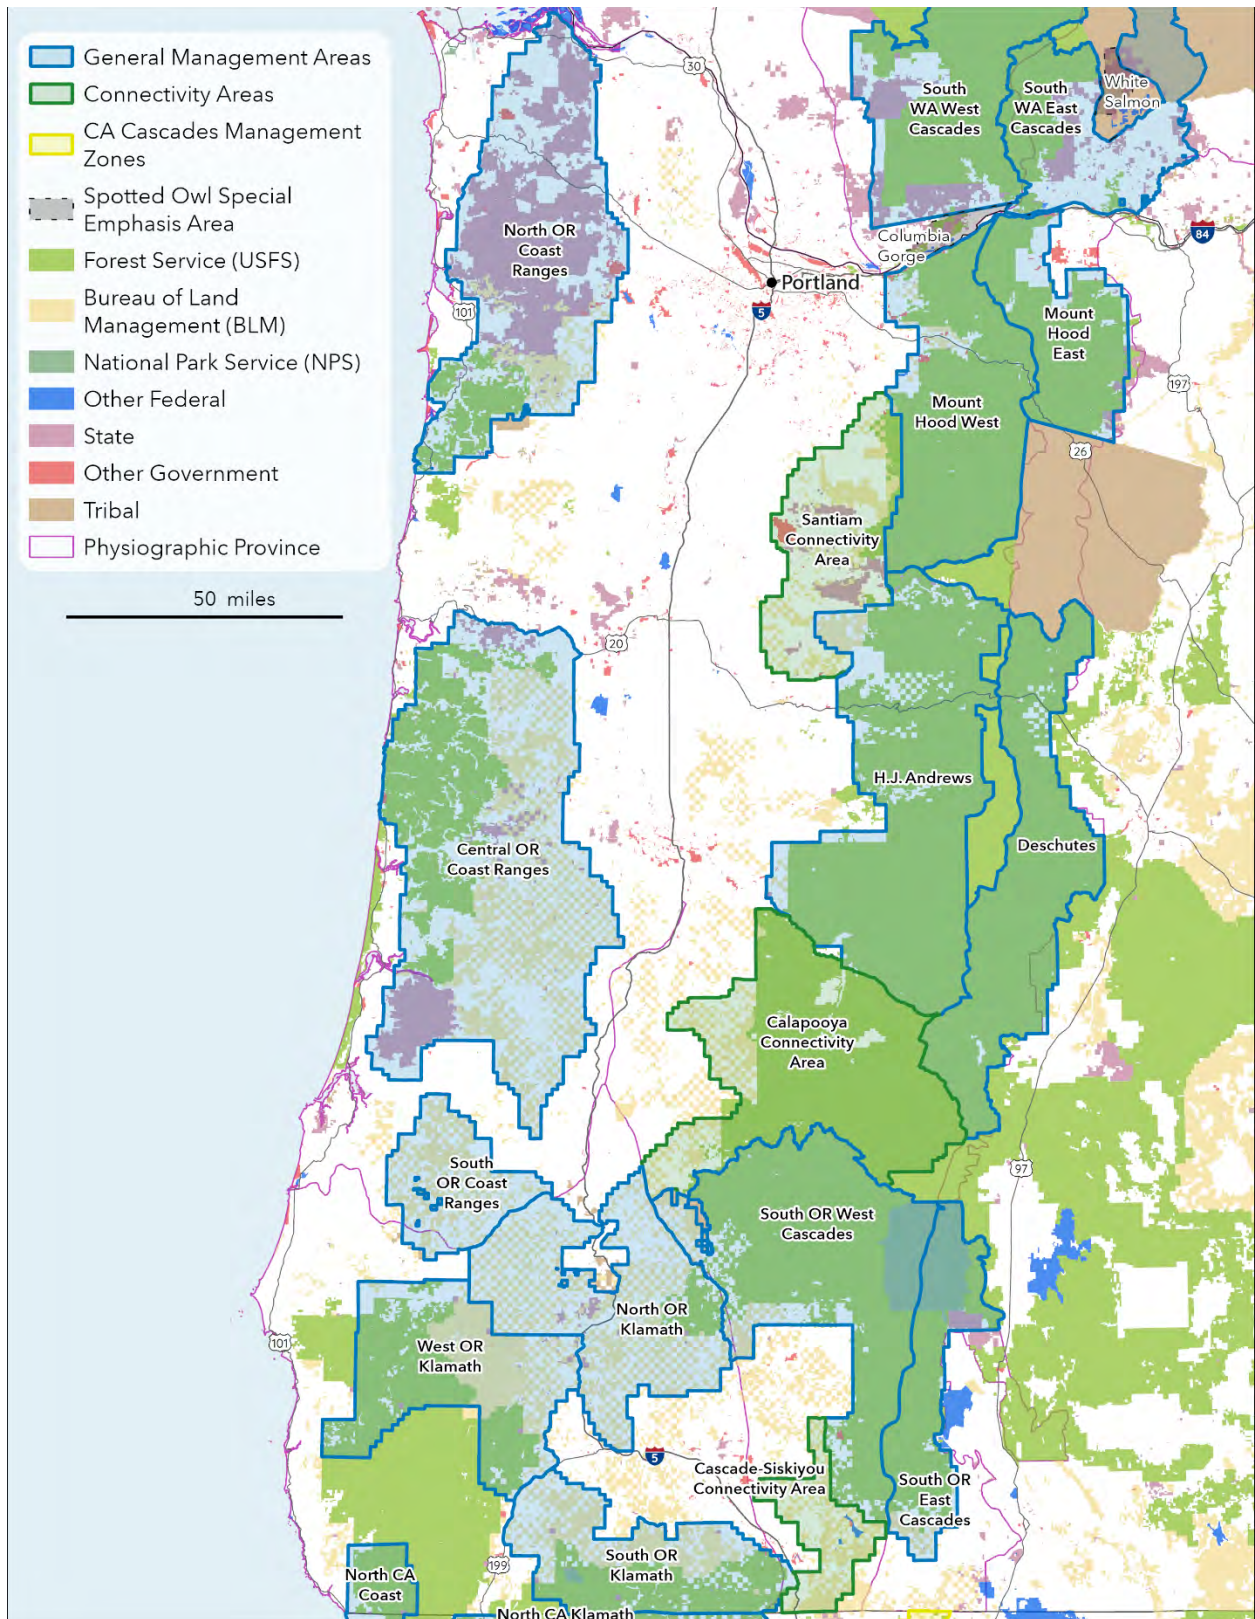 General Management Areas
Connectivity Areas
CA Cascades Management
Zones
Spotted Owl Special
Emphasis Area
Forest Service (USFS)
Bureau of Land
Management (BLM)
National Park Service (NPS)
Other Federal
State
Other Government
Tribal
Physiographic Province
50 miles
30
South
WA West
Cascades
South
WA East
Cascades
White
Salmon
North OR
Coast
Ranges
Columbia
Gorge
84
Portland
5
101
Mount
Hood
East
197
Mount
Hood West
26
Santiam
Connectivity
Area
20
H.J. Andrews
Deschutes
Central OR
Coast Ranges
Calapooya
Connectivity
Area
South
OR Coast
Ranges
97
South OR West
Cascades
North OR
Klamath
101
West OR
Klamath
5
Cascade-Siskiyou
Connectivity Area
South OR
East
Cascades
199
South OR
Klamath
North CA
Coast
North CA Klamath